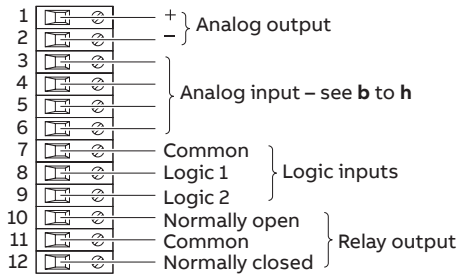 1 +
2 – Analog output
3
4
Analog input – see b to h
5
6
7 Common
8 Logic 1 Logic inputs
9 Logic 2
10 Normally open
11 Common Relay output
12 Normally closed